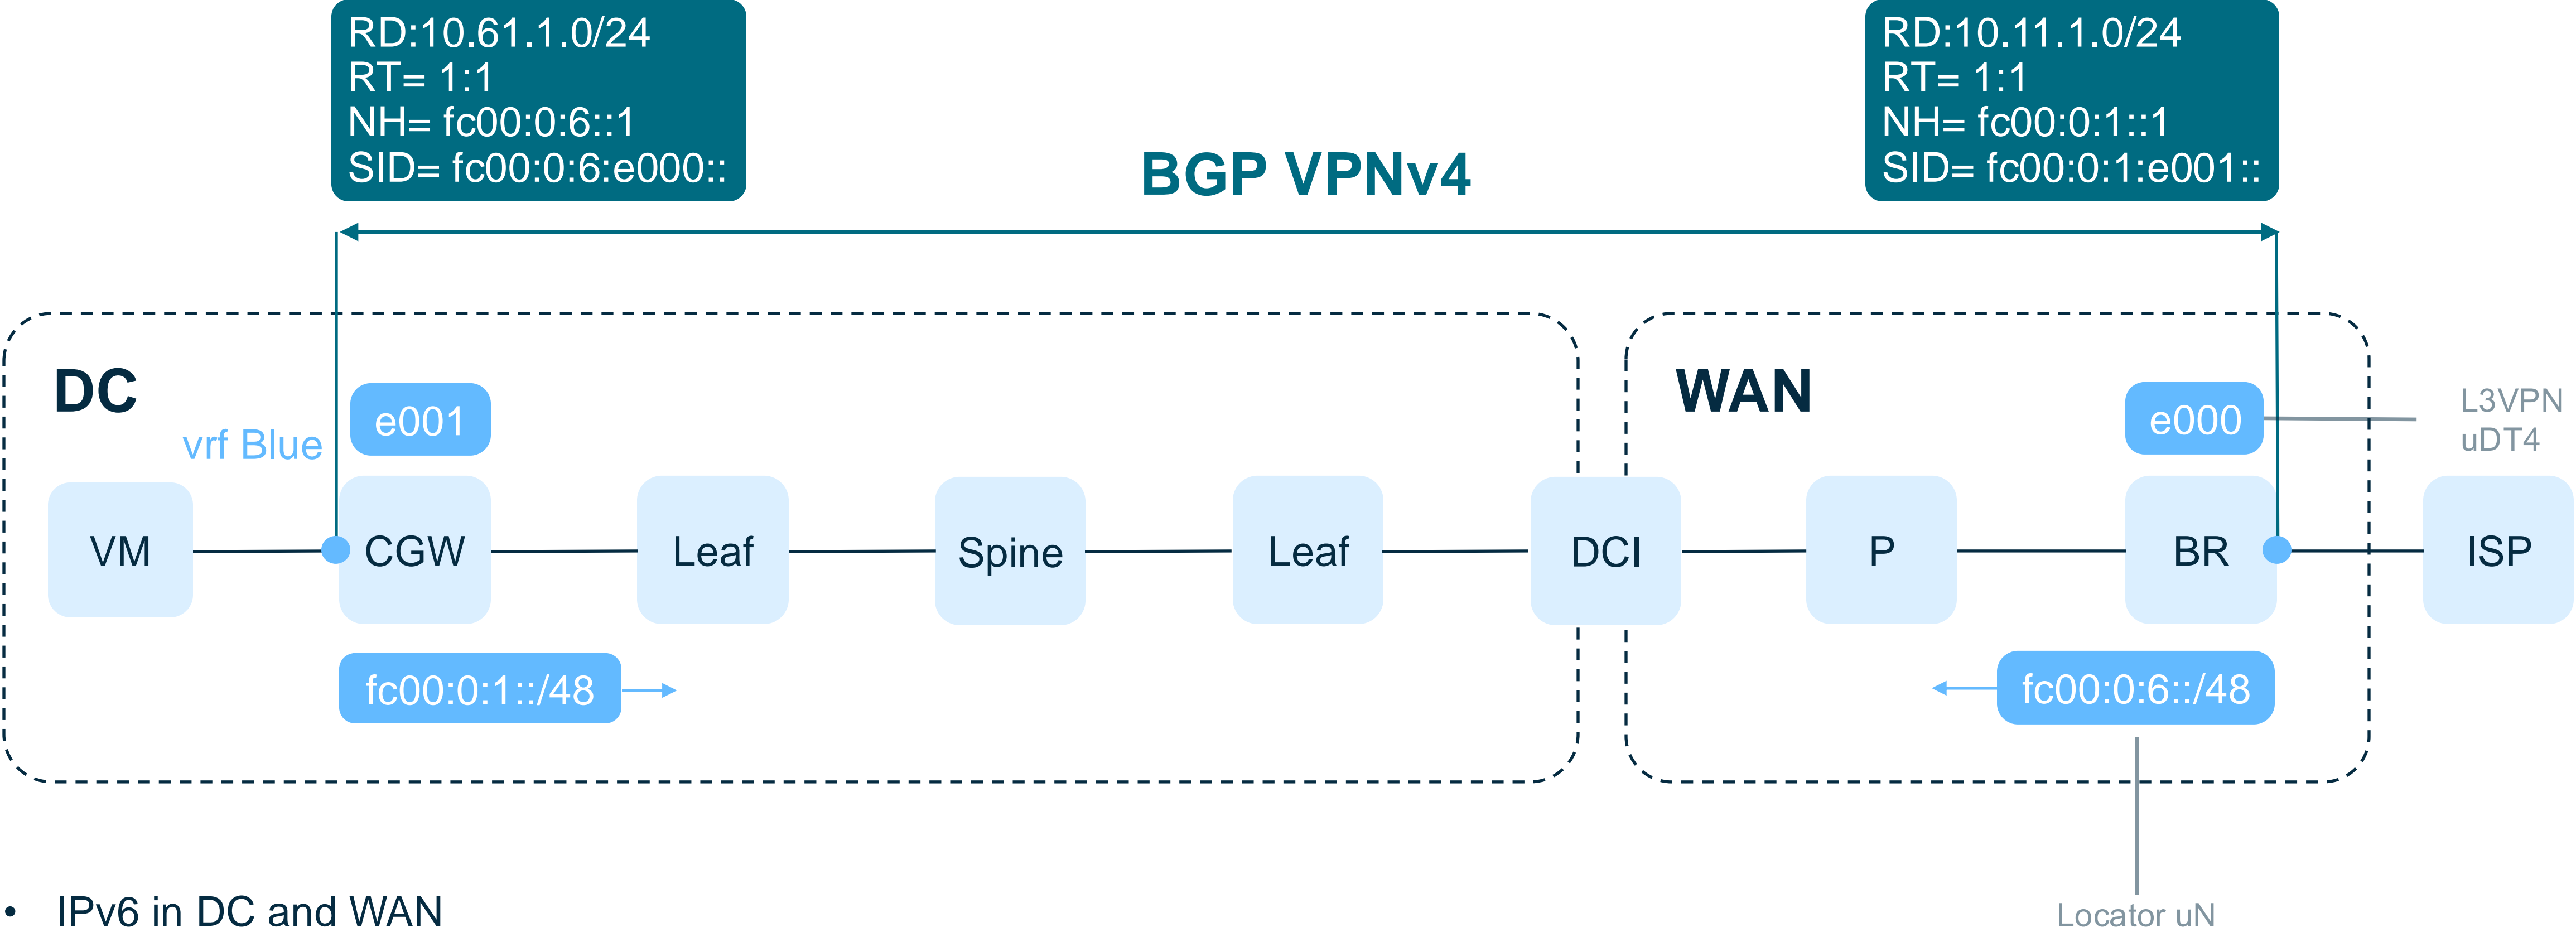 RD:10.61.1.0/24
RT= 1:1
NH= fc00:0:6::1
SID= fc00:0:6:e000::
BGP VPNv4
RD:10.11.1.0/24
RT= 1:1
NH= fc00:0:1::1
SID= fc00:0:1:e001::
DC
vrf Blue
e001
WAN
e000
L3VPN
uDT4
VM
CGW
Leaf
Spine
Leaf
DCI
P
BR
ISP
fc00:0:1::/48
fc00:0:6::/48
Locator uN
• IPv6 in DC and WAN